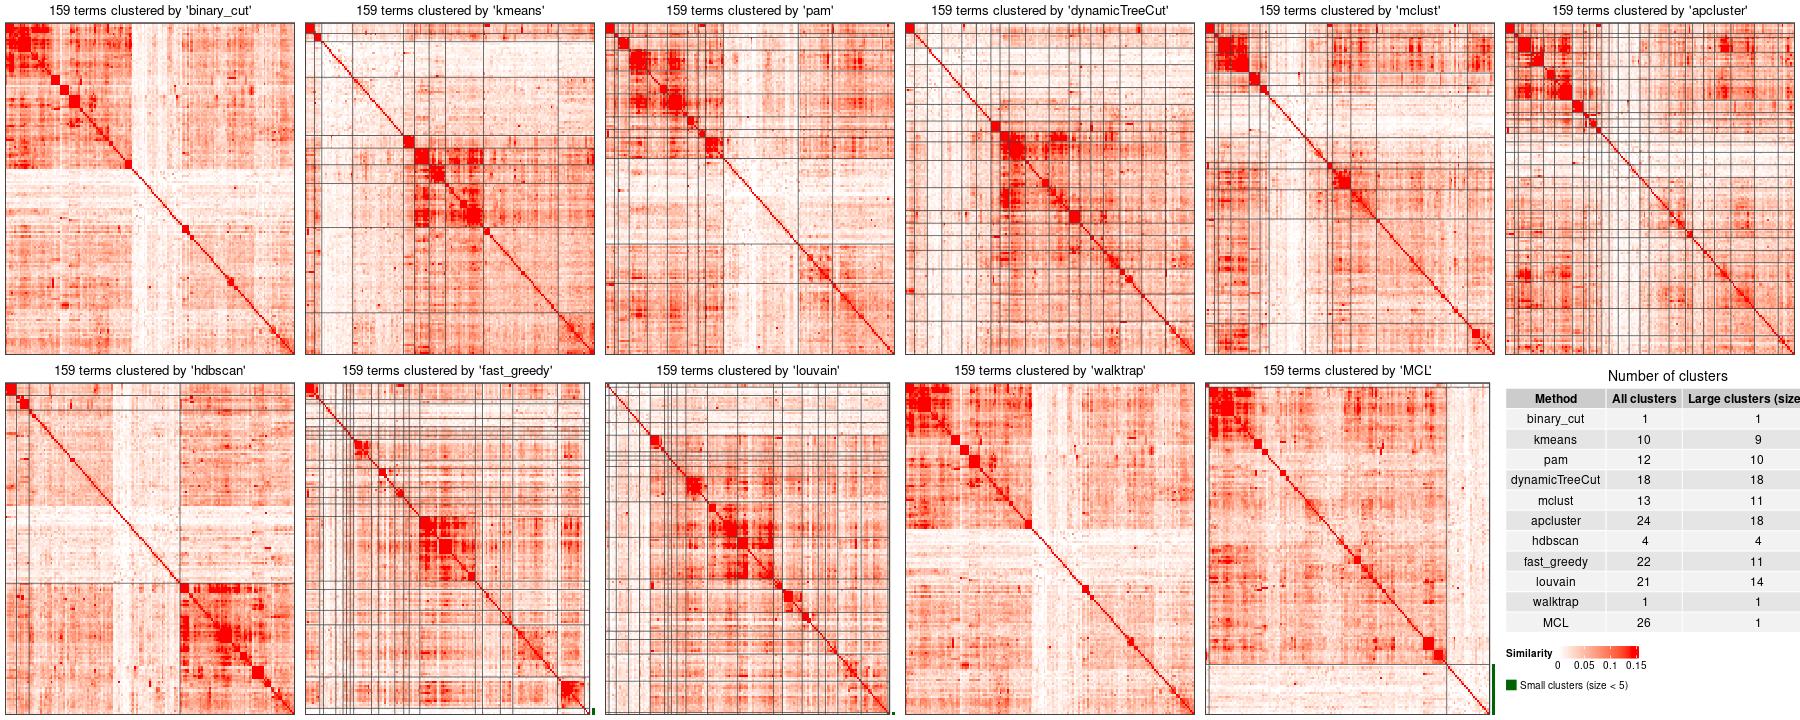 159 terms clustered by 'binary_cut'
159 terms clustered by 'kmeans'
159 terms clustered by 'pam'
159 terms clustered by 'dynamicTreeCut'
159 terms clustered by 'mclust'
159 terms clustered by 'apcluster'
159 terms clustered by 'hdbscan'
159 terms clustered by 'fast_greedy'
159 terms clustered by 'louvain'
159 terms clustered by 'walktrap'
159 terms clustered by 'MCL'
Number of clusters
Method All clusters Large clusters (size
binary_cut 1 1
kmeans 10 9
pam 12 10
dynamicTreeCut 18 18
mclust 13 11
apcluster 24 18
hdbscan 4 4
fast_greedy 22 11
louvain 21 14
walktrap 1 1
MCL 26 1
Similarity
0 0.05 0.1 0.15
Small clusters (size < 5)